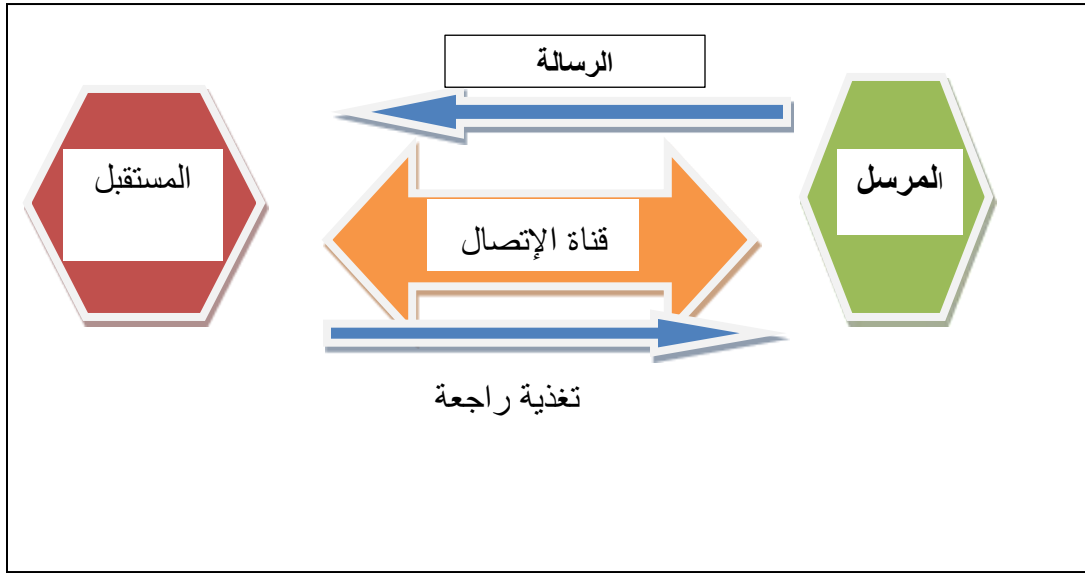 الرسالة
المرسل
المستقبل
قناة الإتصال
تغذية راجعة